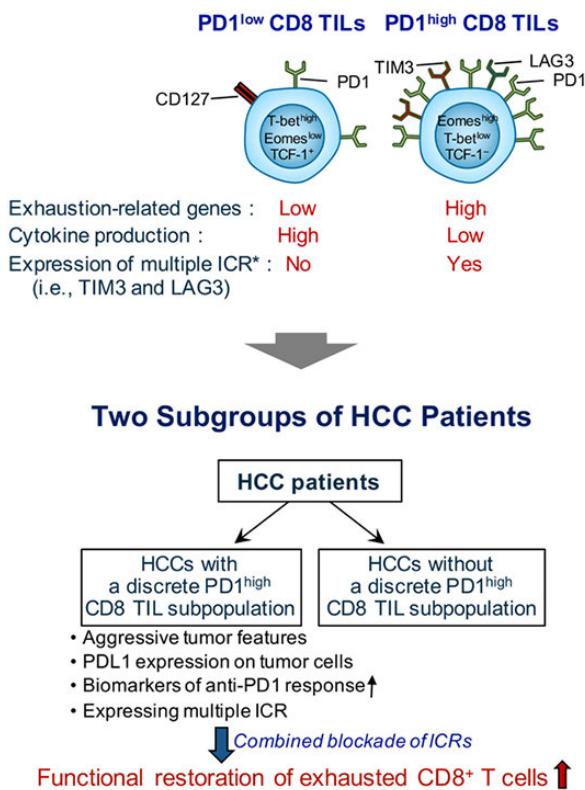 PD1low CD8 TILs PD1high CD8 TILs
TIM3 LAG3
CD127 PD1 PD1
T-bethigh Eomeslow TCF-1+
Eomeshigh T-betlow TCF-1−
Exhaustion-related genes : Low High
Cytokine production : High Low
Expression of multiple ICR* : No Yes
(i.e., TIM3 and LAG3)
Two Subgroups of HCC Patients
HCC patients
HCCs with
a discrete PD1high
CD8 TIL subpopulation
HCCs without
a discrete PD1high
CD8 TIL subpopulation
• Aggressive tumor features
• PDL1 expression on tumor cells
• Biomarkers of anti-PD1 response↑
• Expressing multiple ICR
Combined blockade of ICRs
Functional restoration of exhausted CD8+ T cells